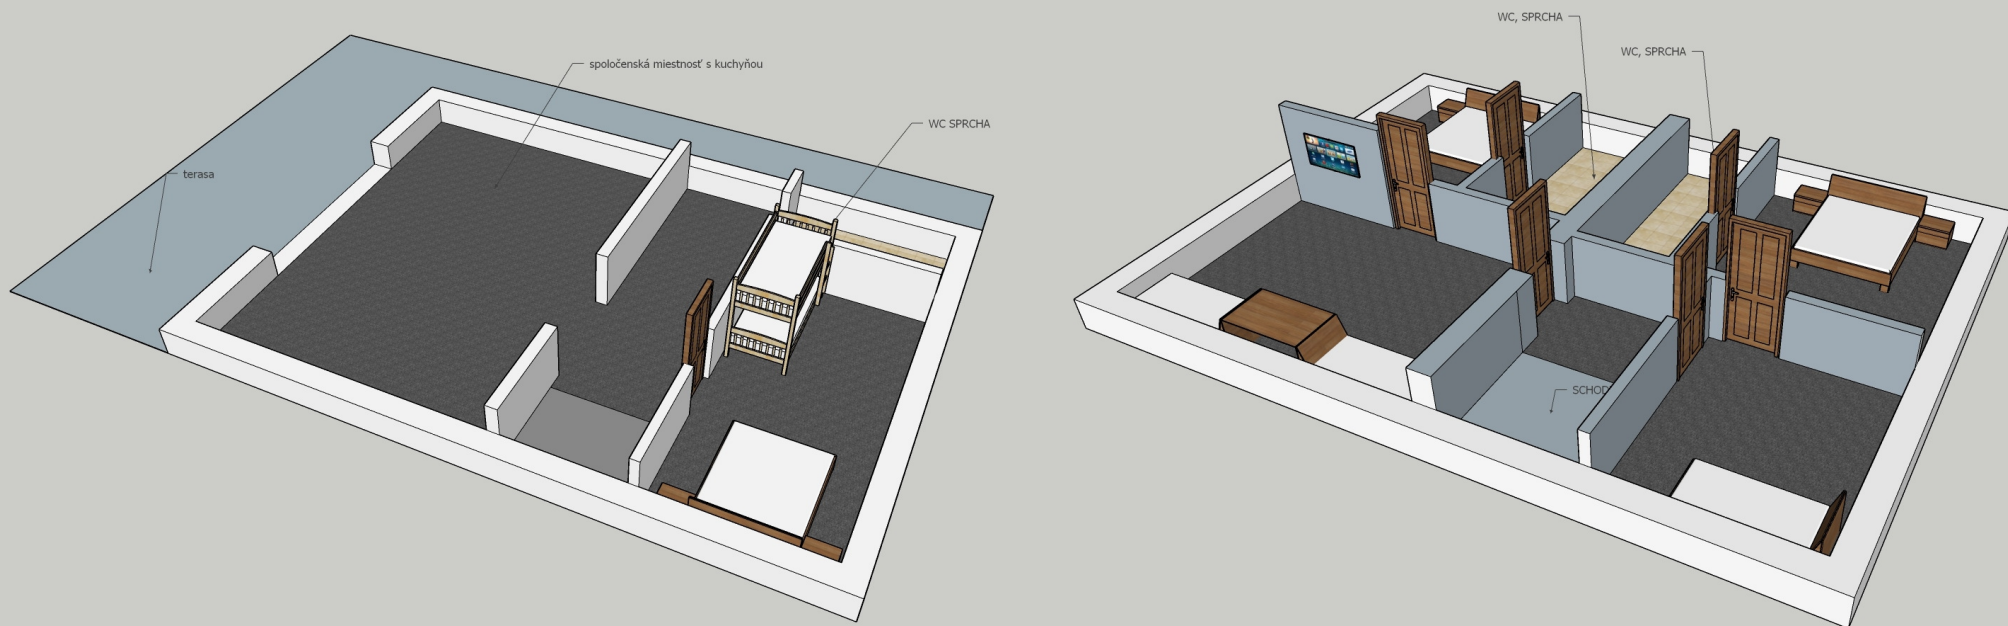 spoločenská miestnosť s kuchyňou
WC SPRCHA
terasa
WC, SPRCHA
WC, SPRCHA
SCHOD